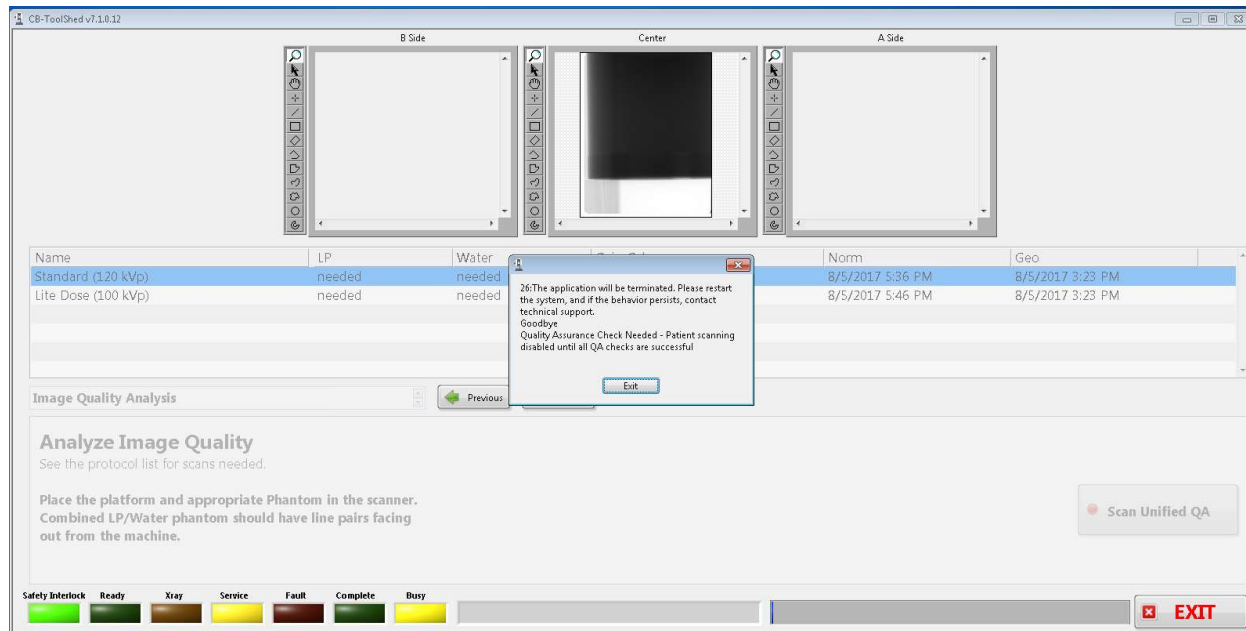 CB-ToolShed v7.1.0.12
B Side
Center
A Side
Name LP Water Norm Geo
Standard (120 kVp) needed needed 8/5/2017 5:36 PM 8/5/2017 3:23 PM
Lite Dose (100 kVp) needed needed 8/5/2017 5:46 PM 8/5/2017 3:23 PM
26:The application will be terminated. Please restart
the system, and if the behavior persists, contact
technical support.
Goodbye
Quality Assurance Check Needed - Patient scanning
disabled until all QA checks are successful
Exit
Image Quality Analysis
Previous
Analyze Image Quality
See the protocol list for scans needed.
Place the platform and appropriate Phantom in the scanner.
Combined LP/Water phantom should have line pairs facing
out from the machine.
Scan Unified QA
Safety Interlock Ready Xray Service Fault Complete Busy
EXIT